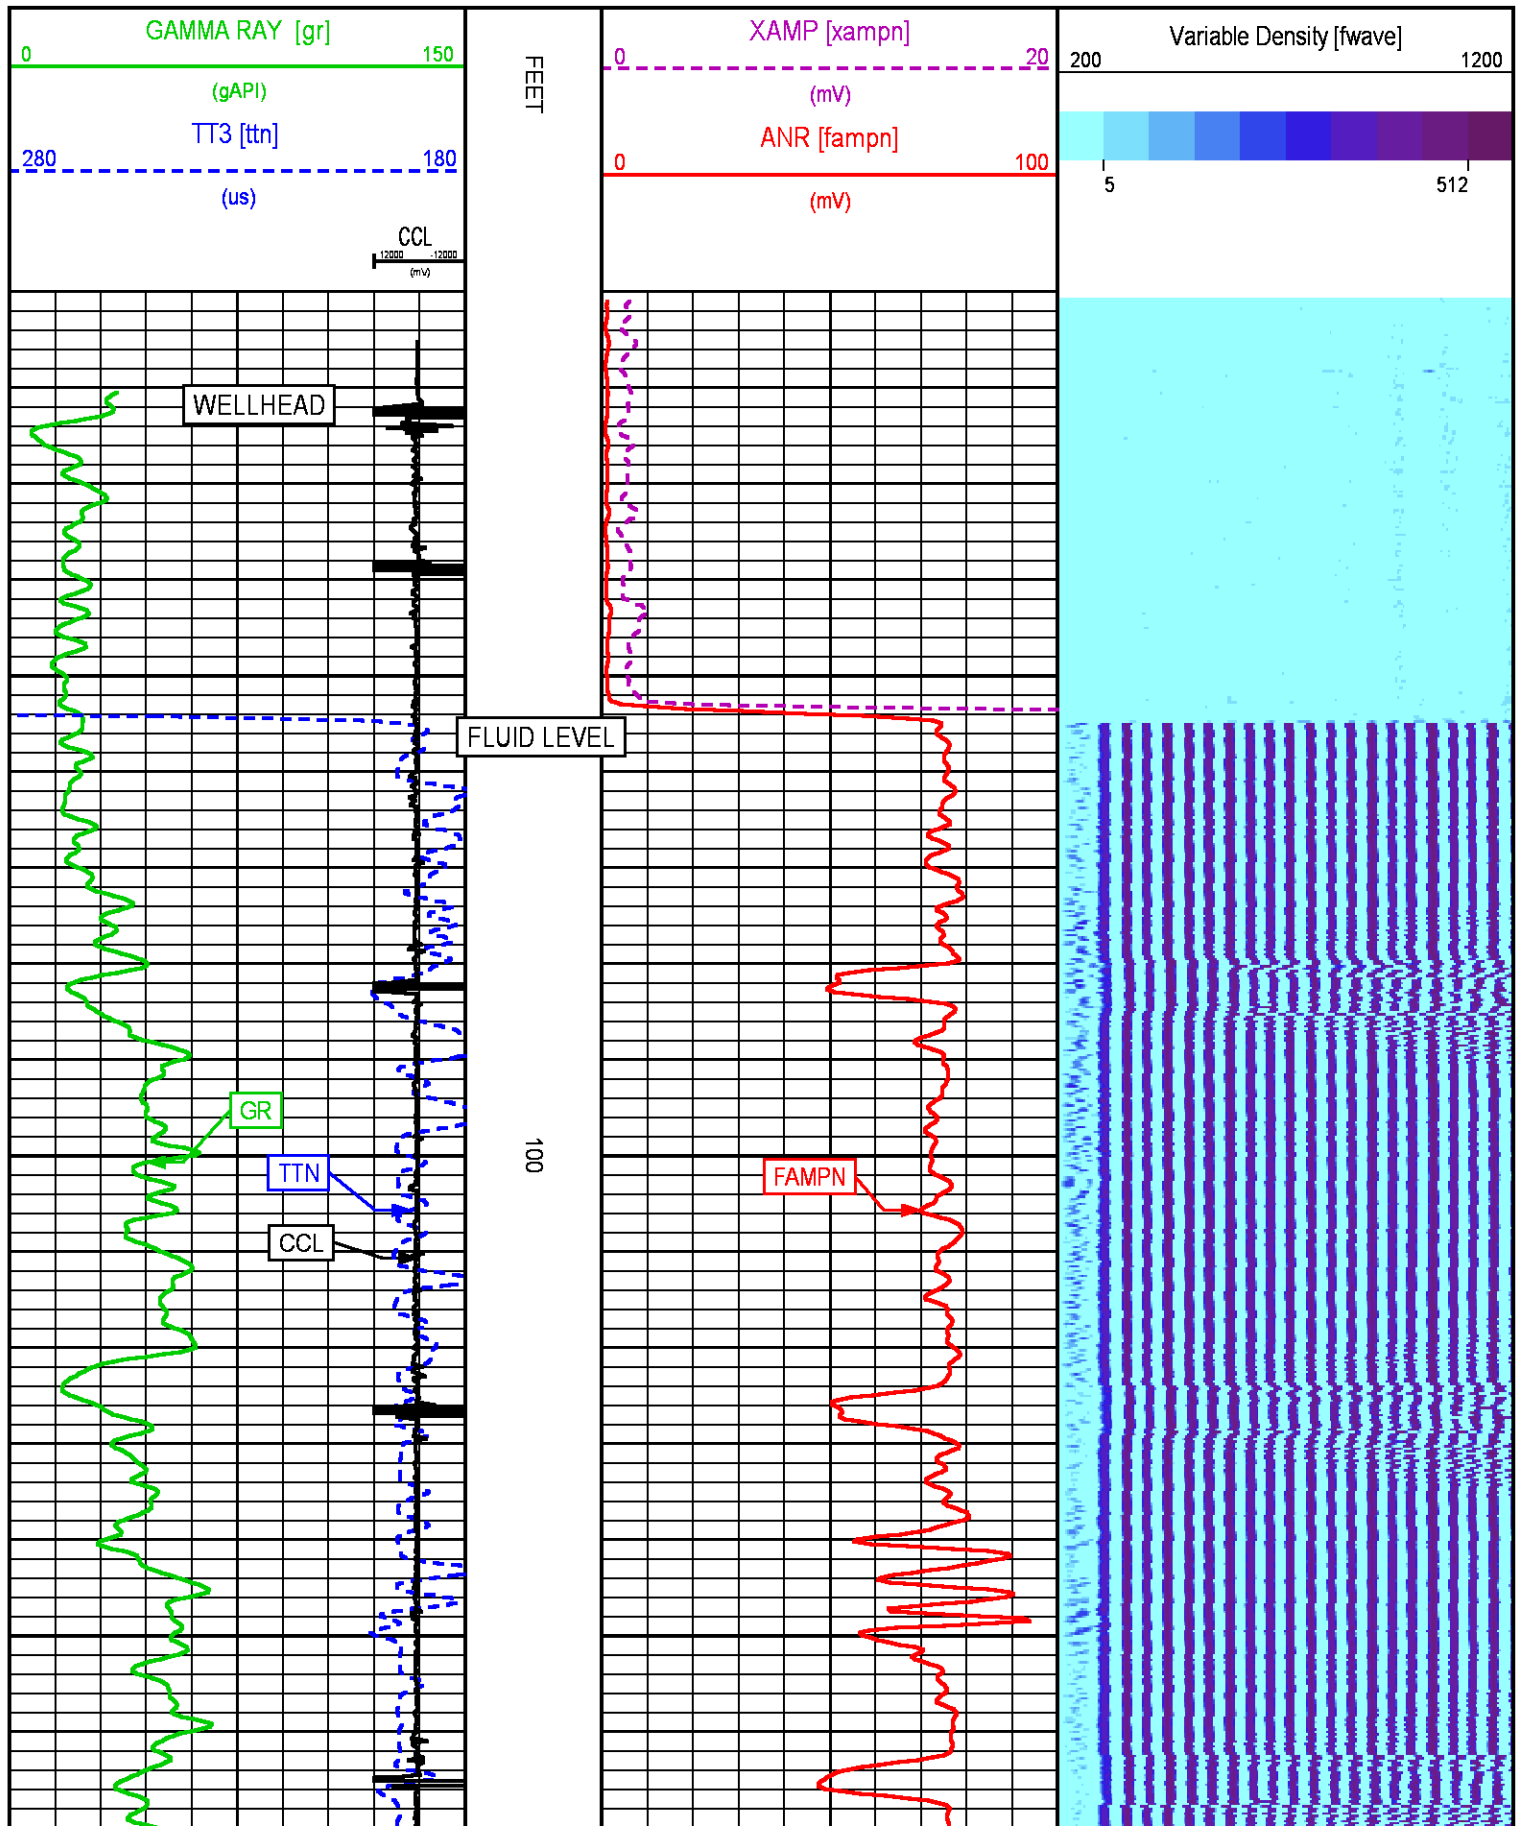 GAMMA RAY [gr]
0 150
(gAPI)
TT3 [ttn]
280 180
(us)
CCL
12000 -12000
(mV)
FEET
XAMP [xampn]
0 20
(mV)
ANR [fampn]
0 100
(mV)
Variable Density [fwave]
200 1200
5 512
WELLHEAD
FLUID LEVEL
GR
100
TTN
FAMPN
CCL